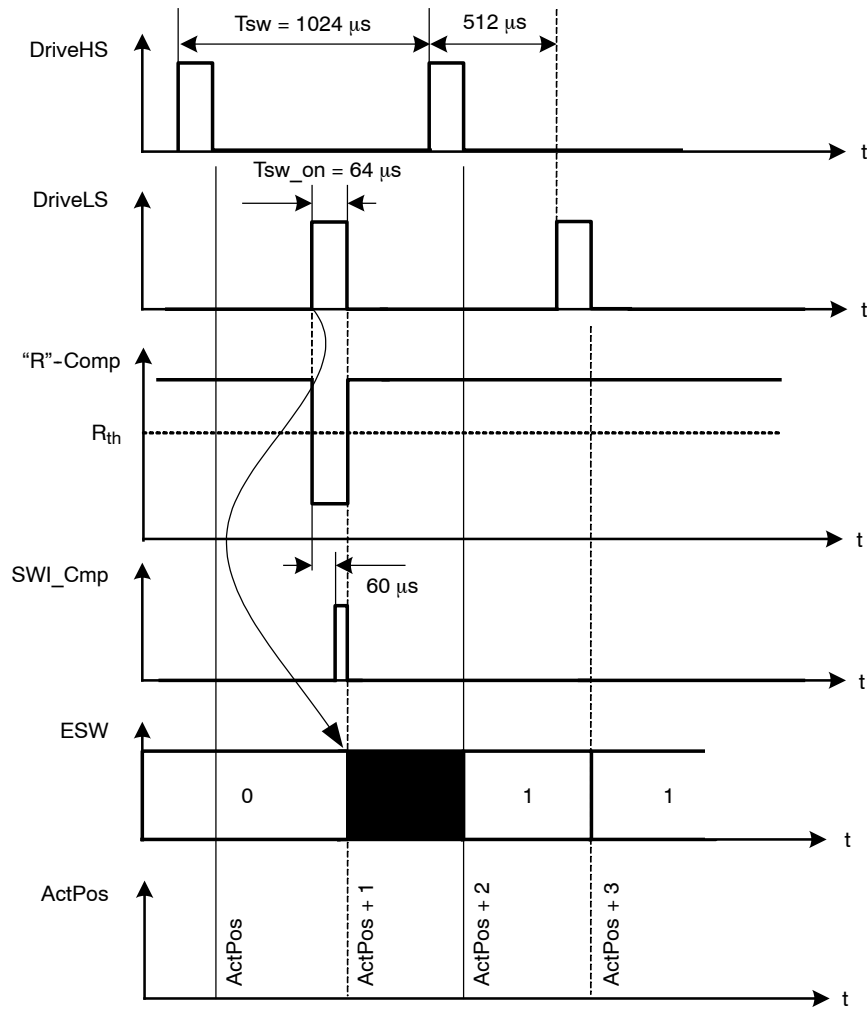 Tsw = 1024 μs
512 μs
DriveHS
t
Tsw_on = 64 μs
DriveLS
t
“R”-Comp
Rth
t
SWI_Cmp
60 μs
t
ESW
0
1
1
t
ActPos
ActPos
ActPos + 1
ActPos + 2
ActPos + 3
t